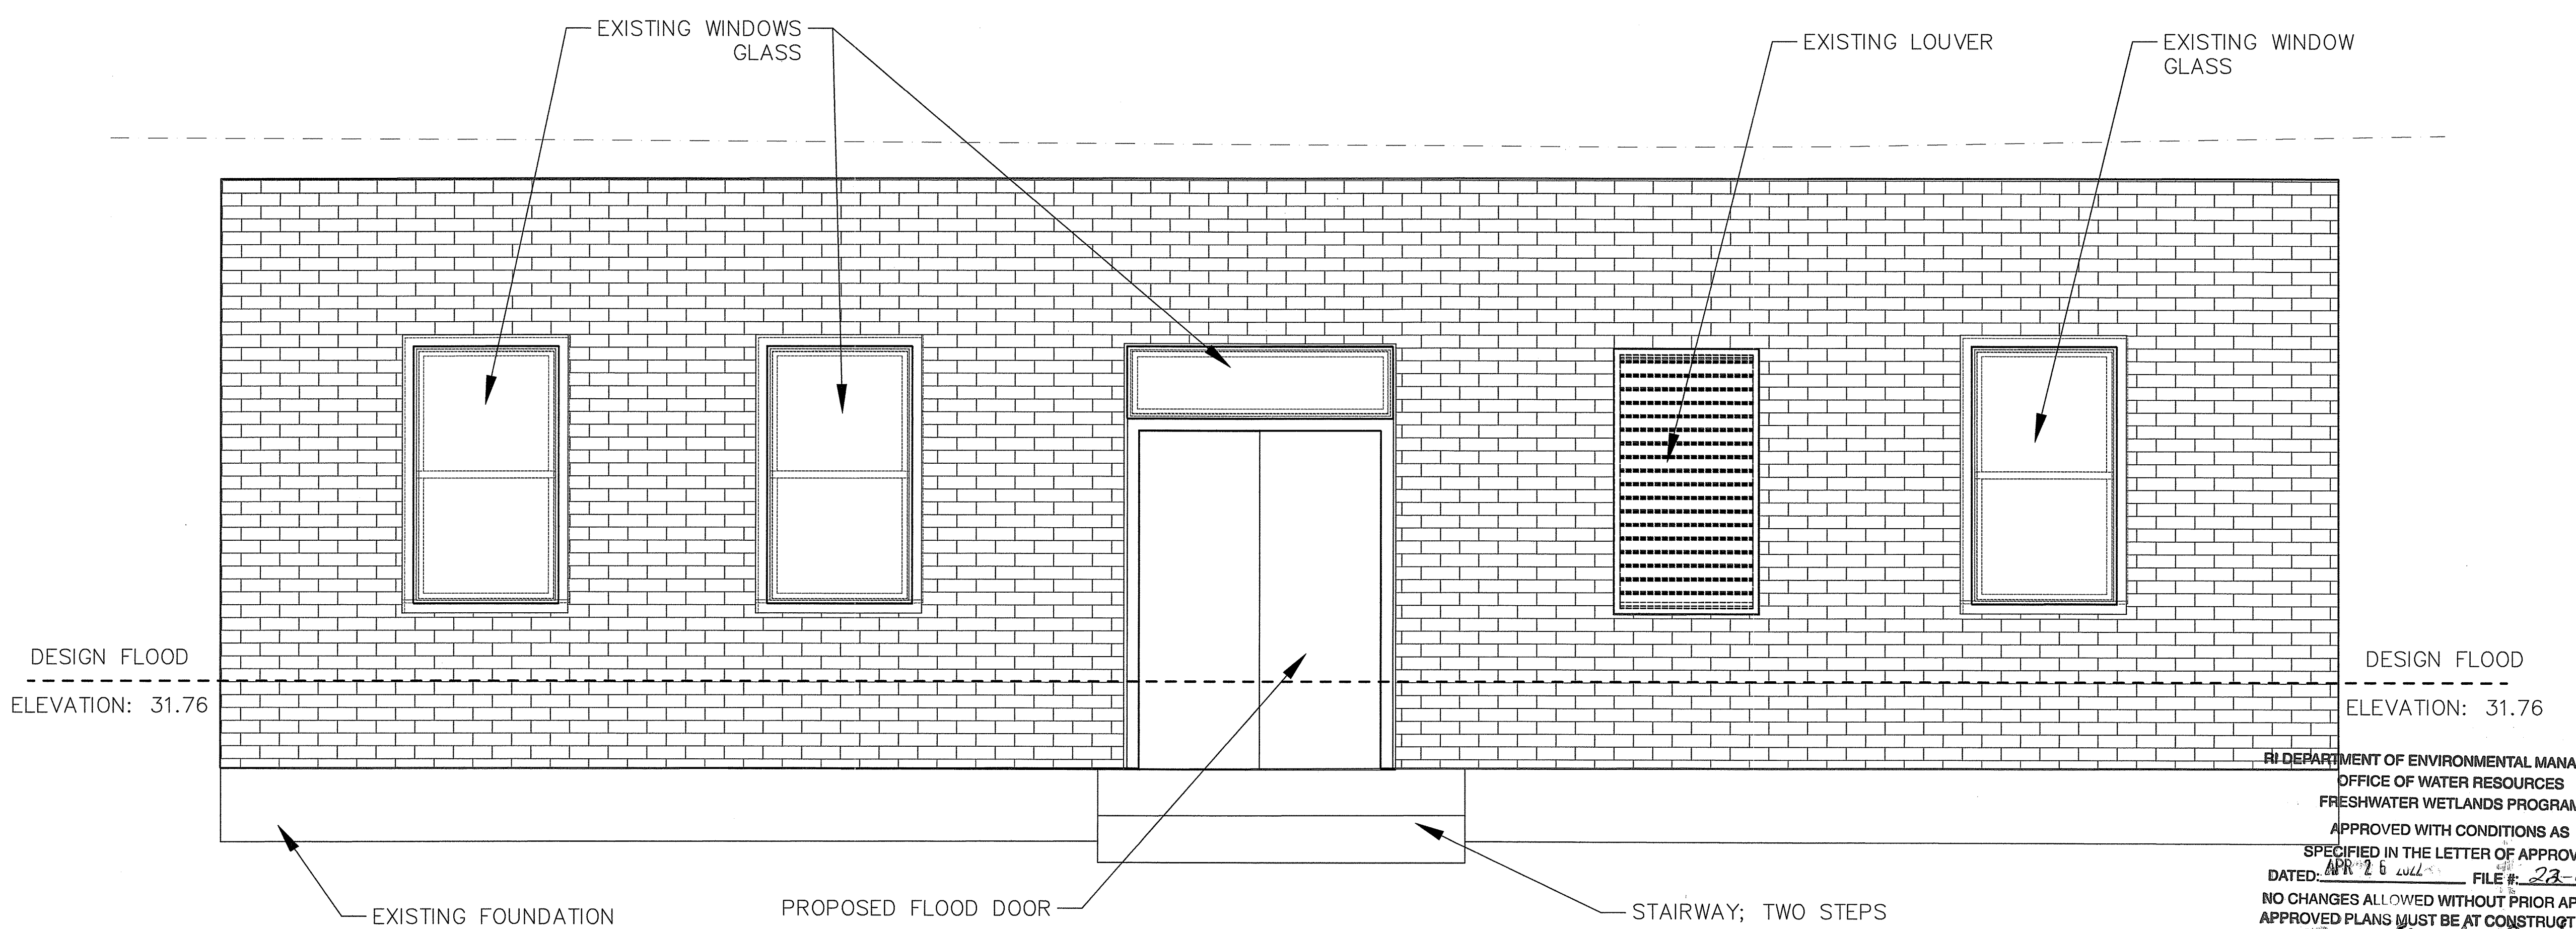 EXISTING WINDOWS
GLASS
EXISTING LOUVER
EXISTING WINDOW
GLASS
DESIGN FLOOD
ELEVATION: 31.76
DESIGN FLOOD
ELEVATION: 31.76
EXISTING FOUNDATION
PROPOSED FLOOD DOOR
STAIRWAY; TWO STEPS
RI DEPARTMENT OF ENVIRONMENTAL MANA
OFFICE OF WATER RESOURCES
FRESHWATER WETLANDS PROGRAM
APPROVED WITH CONDITIONS AS
SPECIFIED IN THE LETTER OF APPROV
DATED: APR 26 2022 FILE #: 22-
NO CHANGES ALLOWED WITHOUT PRIOR AP
APPROVED PLANS MUST BE AT CONSTRUCT